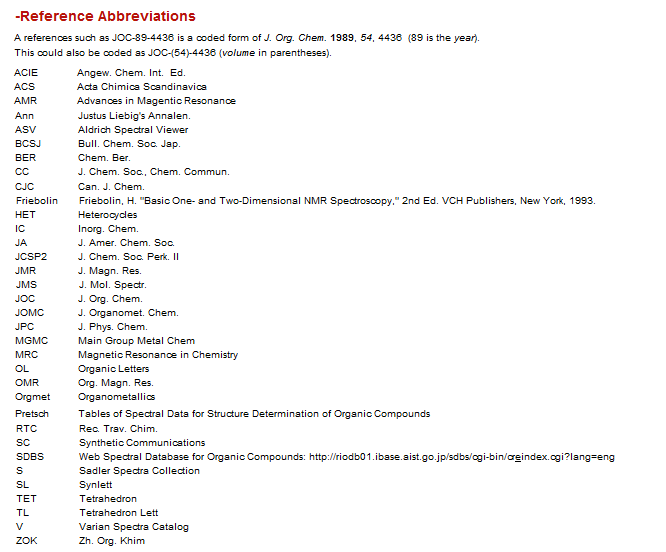 -Reference Abbreviations
A references such as JOC-89-4436 is a coded form of J. Org. Chem. 1989, 54, 4436 (89 is the year).
This could also be coded as JOC-(54)-4436 (volume in parentheses).
ACIE Angew. Chem. Int. Ed.
ACS Acta Chimica Scandinavica
AMR Advances in Magentic Resonance
Ann Justus Liebig's Annalen.
ASV Aldrich Spectral Viewer
BCSJ Bull. Chem. Soc. Jap.
BER Chem. Ber.
CC J. Chem. Soc., Chem. Commun.
CJC Can. J. Chem.
Friebolin Friebolin, H. "Basic One- and Two-Dimensional NMR Spectroscopy," 2nd Ed. VCH Publishers, New York, 1993.
HET Heterocycles
IC Inorg. Chem.
JA J. Amer. Chem. Soc.
JCSP2 J. Chem. Soc. Perk. II
JMR J. Magn. Res.
JMS J. Mol. Spectr.
JOC J. Org. Chem.
JOMC J. Organomet. Chem.
JPC J. Phys. Chem.
MGMC Main Group Metal Chem
MRC Magnetic Resonance in Chemistry
OL Organic Letters
OMR Org. Magn. Res.
Orgmet Organometallics
Pretsch Tables of Spectral Data for Structure Determination of Organic Compounds
RTC Rec. Trav. Chim.
SC Synthetic Communications
SDBS Web Spectral Database for Organic Compounds: http://riodb01.ibase.aist.go.jp/sdbs/cgi-bin/creindex.cgi?lang=eng
S Sadler Spectra Collection
SL Synlett
TET Tetrahedron
TL Tetrahedron Lett
V Varian Spectra Catalog
ZOK Zh. Org. Khim